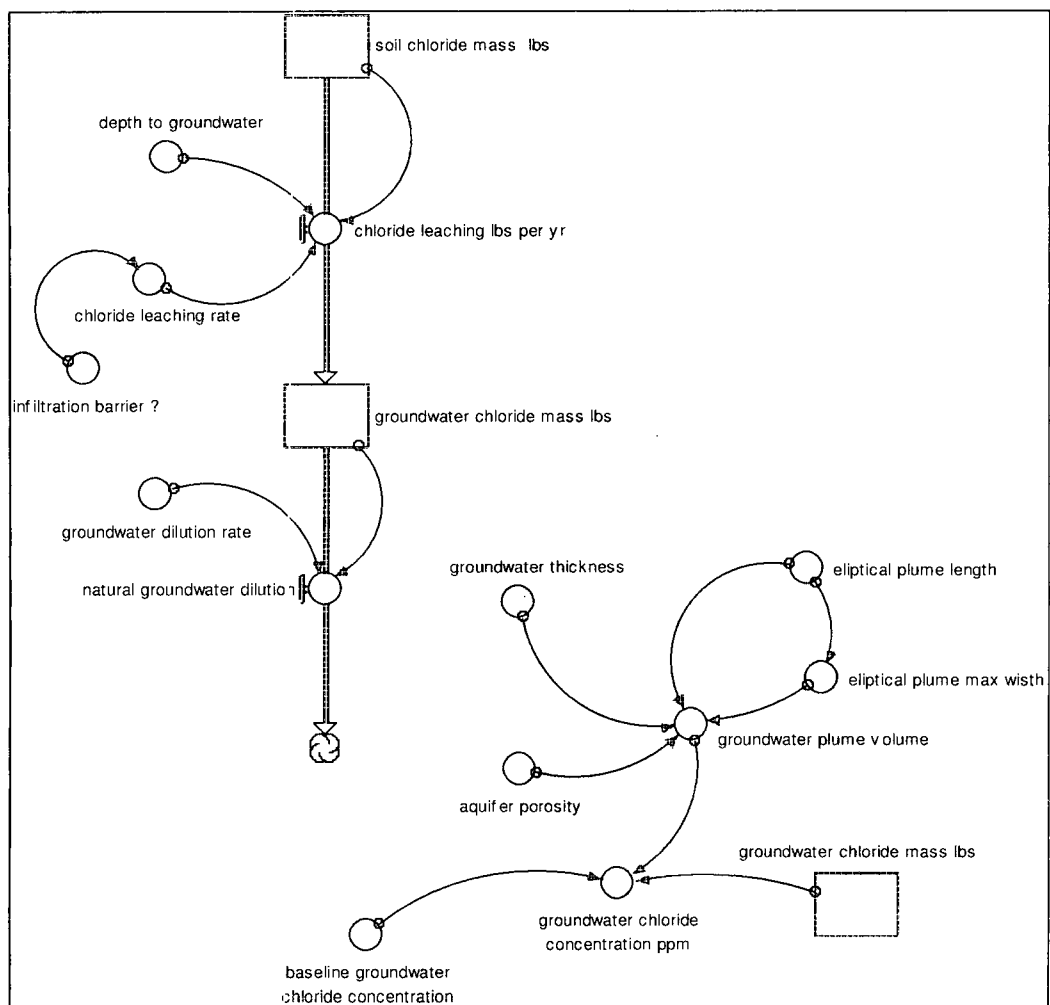 soil chloride mass lbs
depth to groundwater
chloride leaching lbs per yr
chloride leaching rate
infiltration barrier ?
groundwater chloride mass lbs
groundwater dilution rate
natural groundwater dilution
groundwater thickness
eliptical plume length
eliptical plume max wisth
groundwater plume volume
aquifer porosity
groundwater chloride mass lbs
groundwater chloride
concentration ppm
baseline groundwater
chloride concentration